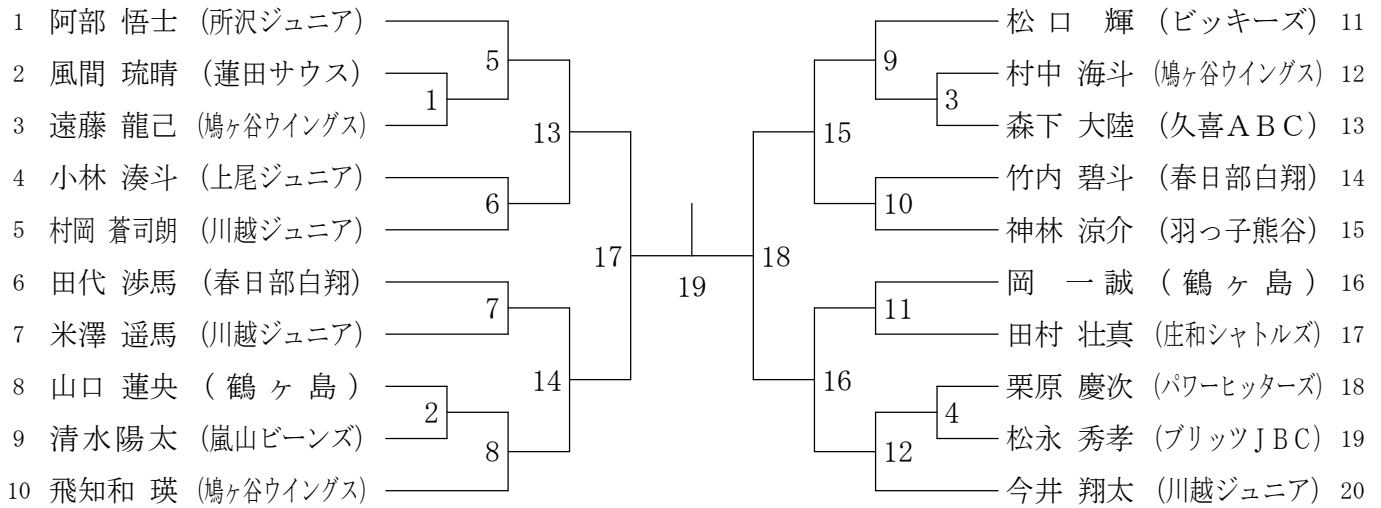 1 阿部 悟士 (所沢ジュニア)
2 風間 琉晴 (蓮田サウス)
3 遠藤 龍己 (鳩ヶ谷ウイングス)
4 小林 湊斗 (上尾ジュニア)
5 村岡 蒼司朗 (川越ジュニア)
6 田代 渉馬 (春日部白翔)
7 米澤 遥馬 (川越ジュニア)
8 山口 蓮央 (鶴ヶ島)
9 清水陽太 (嵐山ビーンズ)
10 飛知和 瑛 (鳩ヶ谷ウイングス)
5
1
13
6
17
7
14
2
8
19
松口 輝 (ビッキーズ) 11
村中 海斗 (鳩ヶ谷ウイングス) 12
森下 大陸 (久喜ABC) 13
竹内 碧斗 (春日部白翔) 14
神林 涼介 (羽っ子熊谷) 15
岡 一誠 (鶴ヶ島) 16
田村 壮真 (庄和シャトルズ) 17
栗原 慶次 (パワーヒッターズ) 18
松永 秀孝 (ブリッツJBC) 19
今井 翔太 (川越ジュニア) 20
9
3
15
10
18
11
16
4
12